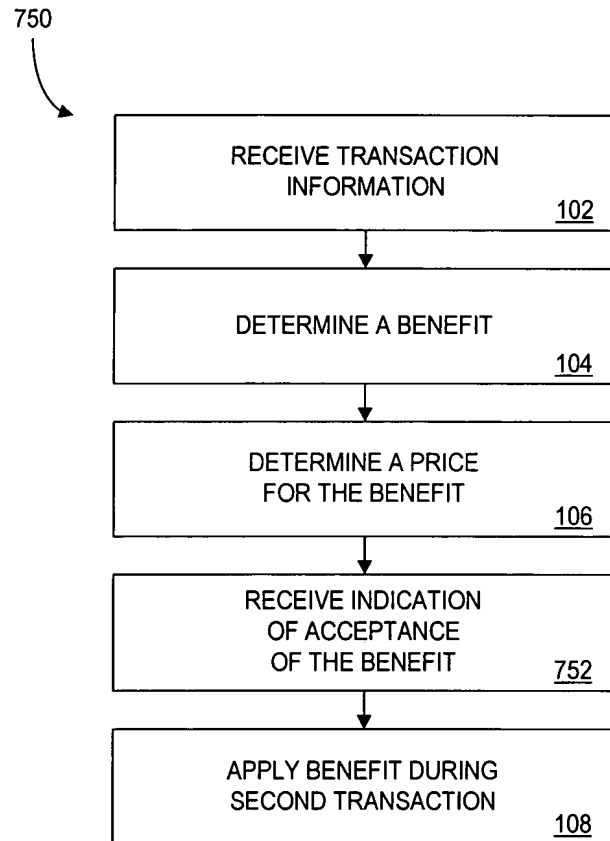 750
RECEIVE TRANSACTION
INFORMATION
102
DETERMINE A BENEFIT
104
DETERMINE A PRICE
FOR THE BENEFIT
106
RECEIVE INDICATION
OF ACCEPTANCE
OF THE BENEFIT
752
APPLY BENEFIT DURING
SECOND TRANSACTION
108